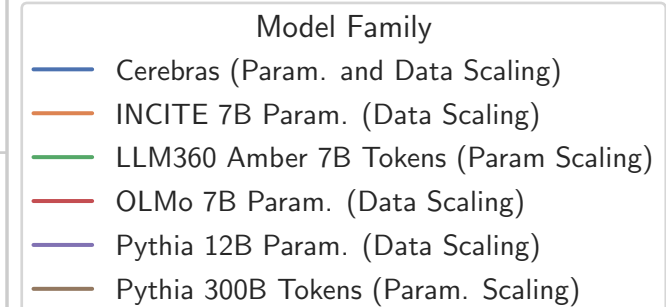 Model Family
Cerebras (Param. and Data Scaling)
INCITE 7B Param. (Data Scaling)
LLM360 Amber 7B Tokens (Param Scaling)
OLMo 7B Param. (Data Scaling)
Pythia 12B Param. (Data Scaling)
Pythia 300B Tokens (Param. Scaling)